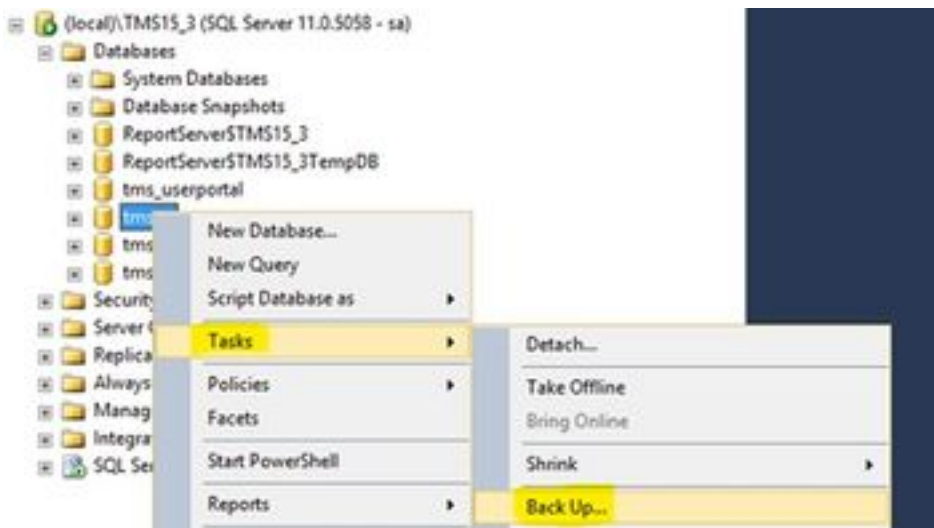 (local)\TMS15_3 (SQL Server 11.0.5058 - sa)
Databases
System Databases
Database Snapshots
ReportServer$TMS15_3
ReportServer$TMS15_3TempDB
tms_userportal
tms
tms
Security
Server
Replica
Always
Manag
Integra
SQL Se
New Database...
New Query
Script Database as
Tasks
Policies
Facets
Start PowerShell
Reports
Detach...
Take Offline
Bring Online
Shrink
Back Up...